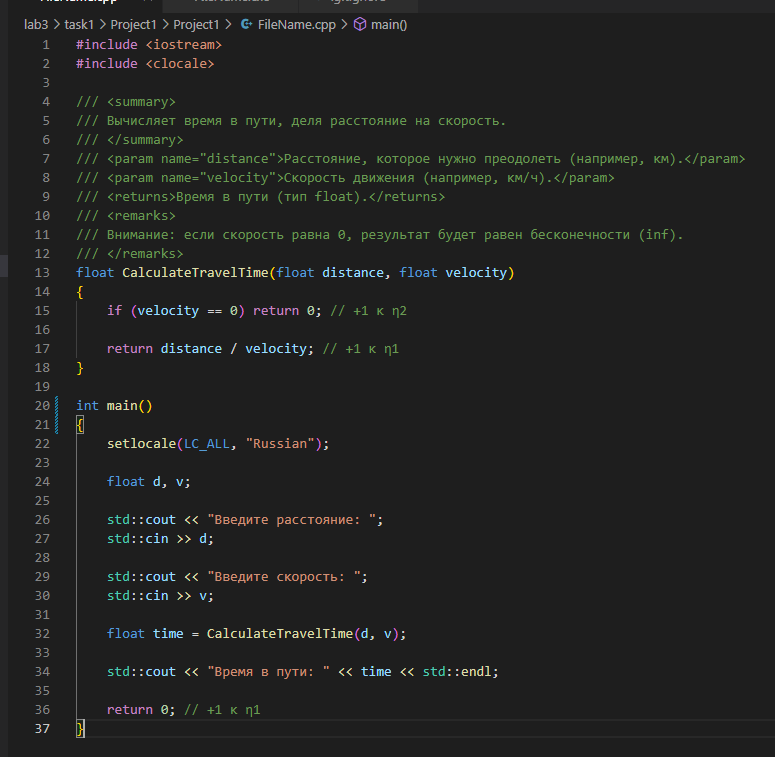 lab3 > task1 > Project1 > Project1 > FileName.cpp > main()
1 #include <iostream>
2 #include <clocale>
3
4 /// <summary>
5 /// Вычисляет время в пути, деля расстояние на скорость.
6 /// </summary>
7 /// <param name="distance">Расстояние, которое нужно преодолеть (например, км).</param>
8 /// <param name="velocity">Скорость движения (например, км/ч).</param>
9 /// <returns>Время в пути (тип float).</returns>
10 /// <remarks>
11 /// Внимание: если скорость равна 0, результат будет равен бесконечности (inf).
12 /// </remarks>
13 float CalculateTravelTime(float distance, float velocity)
14 {
15     if (velocity == 0) return 0; // +1 к η2
16
17     return distance / velocity; // +1 к η1
18 }
19
20 int main()
21 {
22     setlocale(LC_ALL, "Russian");
23
24     float d, v;
25
26     std::cout << "Введите расстояние: ";
27     std::cin >> d;
28
29     std::cout << "Введите скорость: ";
30     std::cin >> v;
31
32     float time = CalculateTravelTime(d, v);
33
34     std::cout << "Время в пути: " << time << std::endl;
35
36     return 0; // +1 к η1
37 }